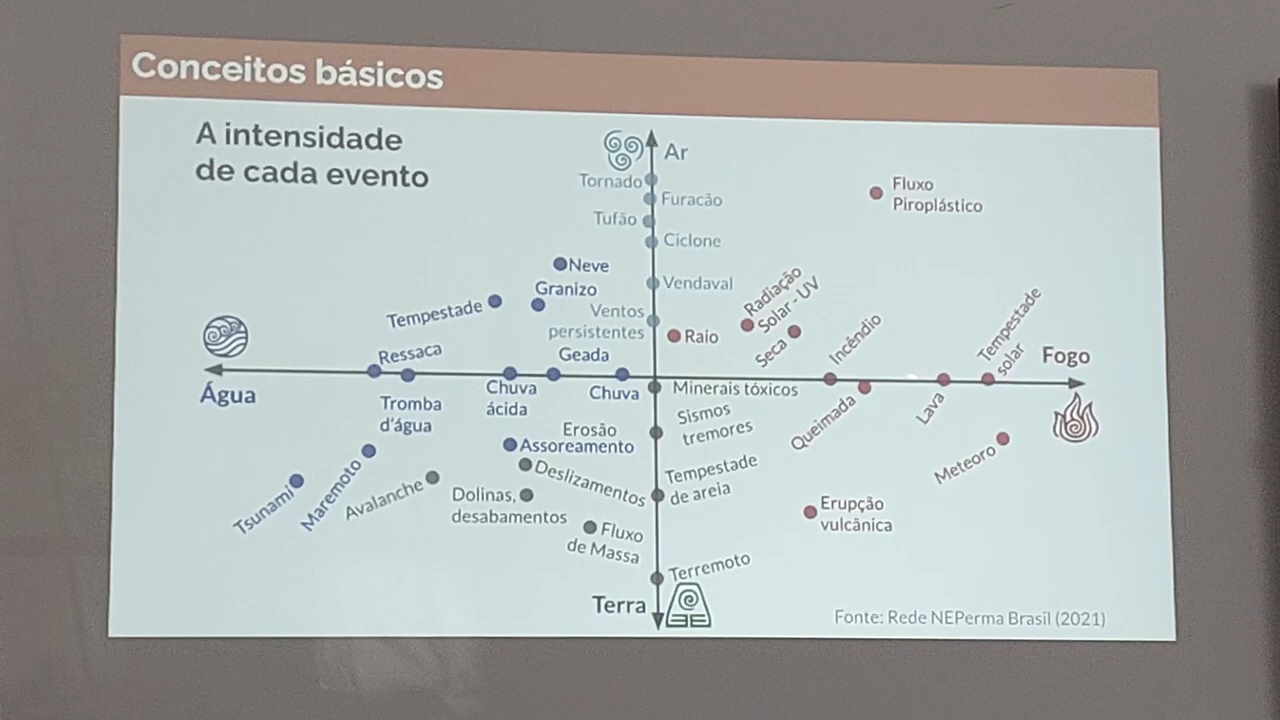 Conceitos básicos
A intensidade
de cada evento
Ar
Tornado
Furacão
Tufão
Ciclone
Fluxo
Piroplástico
Neve
Granizo
Tempestade
Vendaval
Ventos
persistentes
Raio
Radiação
Solar - UV
Seca
Incêndio
Tempestade
solar
Fogo
Ressaca
Geada
Água
Chuva
ácida
Chuva
Minerais tóxicos
Tromba
d'água
Sismos
tremores
Queimada
Lava
Meteoro
Erosão
Assoreamento
Deslizamentos
Tempestade
de areia
Tsunami
Maremoto
Avalanche
Dolinas,
desabamentos
Erupção
vulcânica
Fluxo
de Massa
Terremoto
Terra
Fonte: Rede NEPerma Brasil (2021)